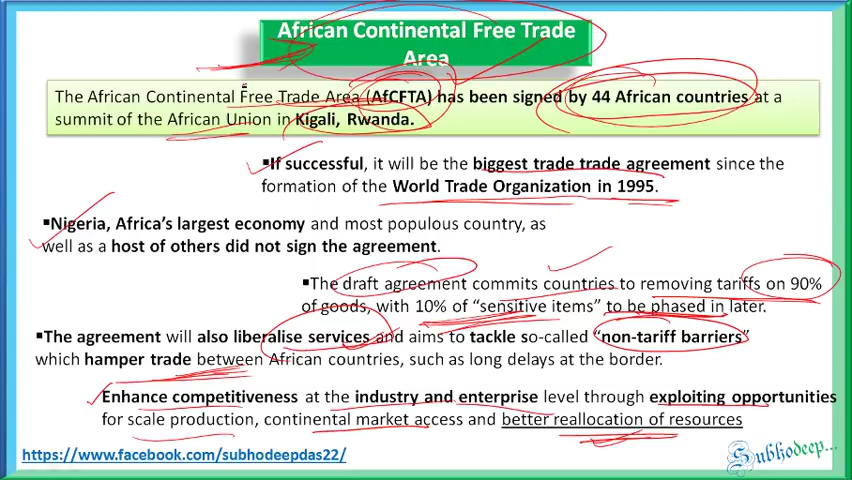 African Continental Free Trade
Area
The African Continental Free Trade Area (AfCFTA) has been signed by 44 African countries at a
summit of the African Union in Kigali, Rwanda.
▪If successful, it will be the biggest trade trade agreement since the
formation of the World Trade Organization in 1995.
▪Nigeria, Africa's largest economy and most populous country, as
well as a host of others did not sign the agreement.
▪The draft agreement commits countries to removing tariffs on 90%
of goods, with 10% of "sensitive items" to be phased in later.
▪The agreement will also liberalise services and aims to tackle so-called "non-tariff barriers"
which hamper trade between African countries, such as long delays at the border.
Enhance competitiveness at the industry and enterprise level through exploiting opportunities
for scale production, continental market access and better reallocation of resources
https://www.facebook.com/subhodeepdas22/
Subhodeep...